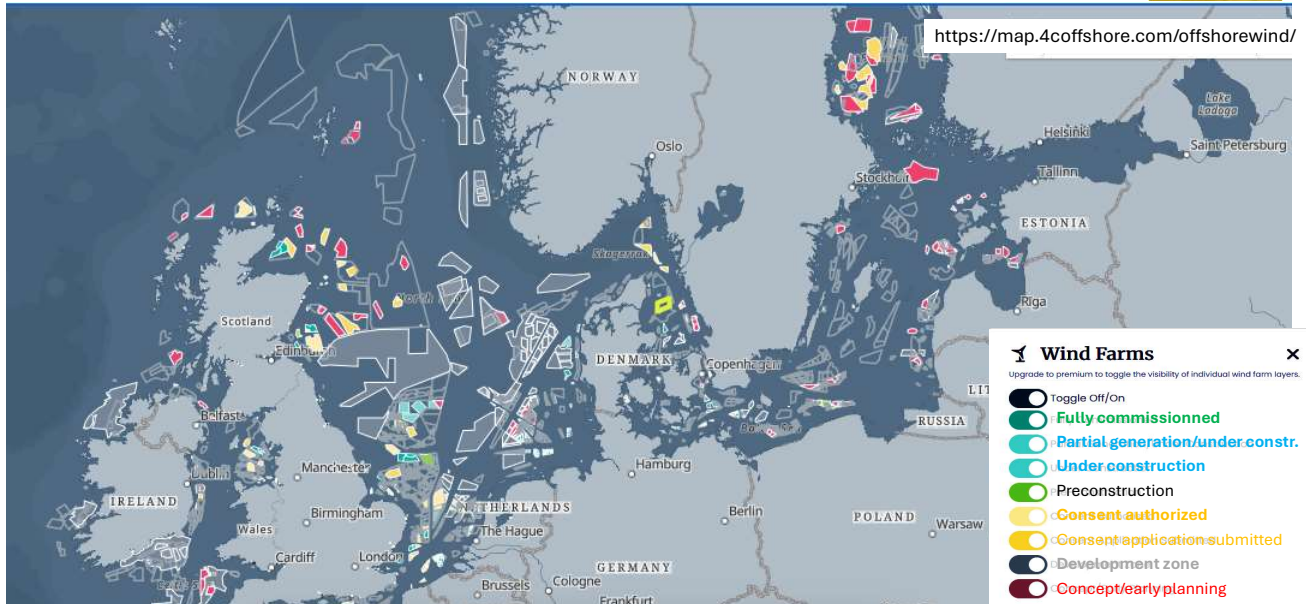 https://map.4coffshore.com/offshorewind/
NORWAY
Lake Ladoga
Helsinki
Oslo
Saint Petersburg
Tallinn
Stockholm
ESTONIA
Skagerrak
Riga
North
Scotland
Edinburgh
DENMARK
Copenhagen
Belfast
RUSSIA
Dublin
Manchester
Hamburg
IRELAND
Birmingham
NETHERLANDS
Berlin
POLAND
Warsaw
Wales
The Hague
Cardiff
London
GERMANY
Brussels
Cologne
Frankfurt
Wind Farms
Upgrade to premium to toggle the visibility of individual wind farm layers.
Toggle Off/On
Fully commissionned
Partial generation/under constr.
Under construction
Preconstruction
Consent authorized
Consent application submitted
Development zone
Concept/early planning